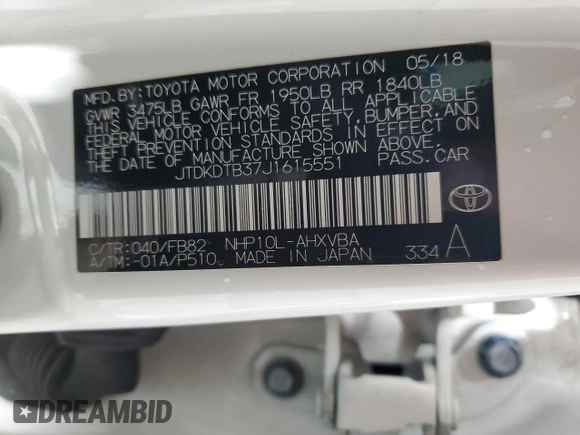 MFD.BY:TOYOTA MOTOR CORPORATION 05/18
GVWR 3475LB GAWR FR 1950LB RR 1840LB
THIS VEHICLE CONFORMS TO ALL APPLICABLE
FEDERAL MOTOR VEHICLE SAFETY,BUMPER,AND
THEFT PREVENTION STANDARDS IN EFFECT ON
THE DATE OF MANUFACTURE SHOWN ABOVE.
JTDKDTB37J1615551 PASS.CAR
C/TR:040/FB82 NHP10L-AHXVBA
A/TM:-01A/P510 MADE IN JAPAN 334 A
TOYOTA
DREAMBID